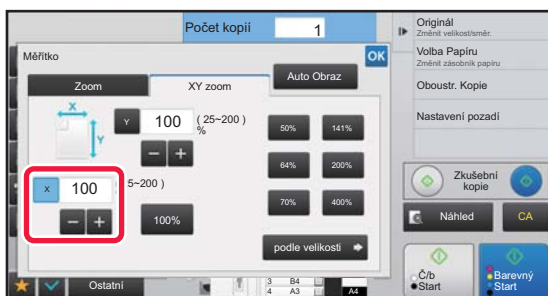 Počet kopií 1
Měřítko
OK
Zoom
XY zoom
Auto Obraz
X
Y
Y 100 ( 25~200 )
%
50% 141%
64% 200%
70% 400%
X 100 5~200 )
100%
podle velikosti
Ostatní
3 B4
4 A3
A4
Originál
Změnit velikost/směr.
Volba Papíru
Změnit zásobník papíru
Oboustr. Kopie
Nastavení pozadí
Zkušební
kopie
Náhled
CA
Č/b
Start
Barevný
Start